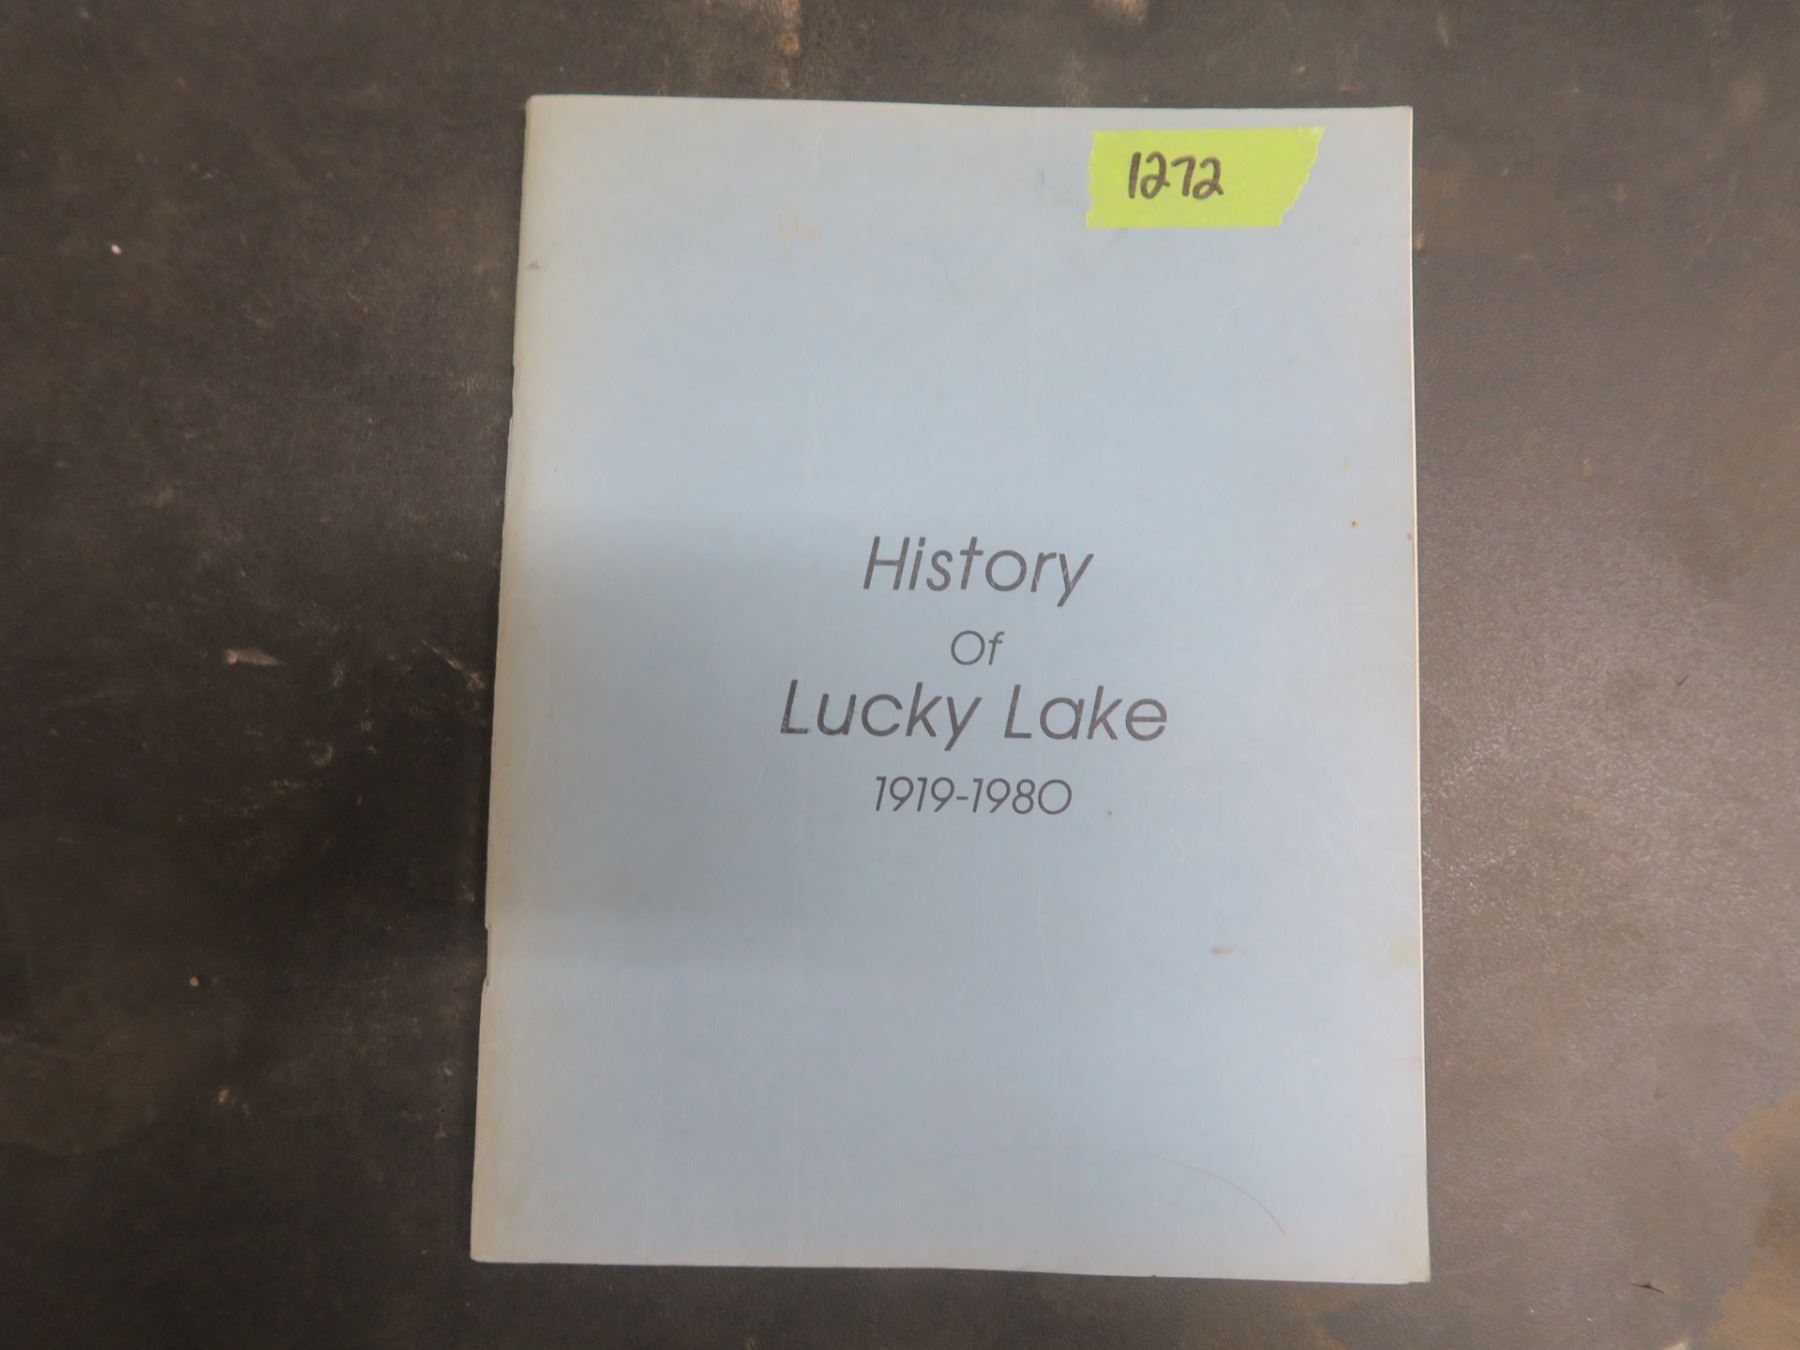 1272
History
Of
Lucky Lake
1919-1980